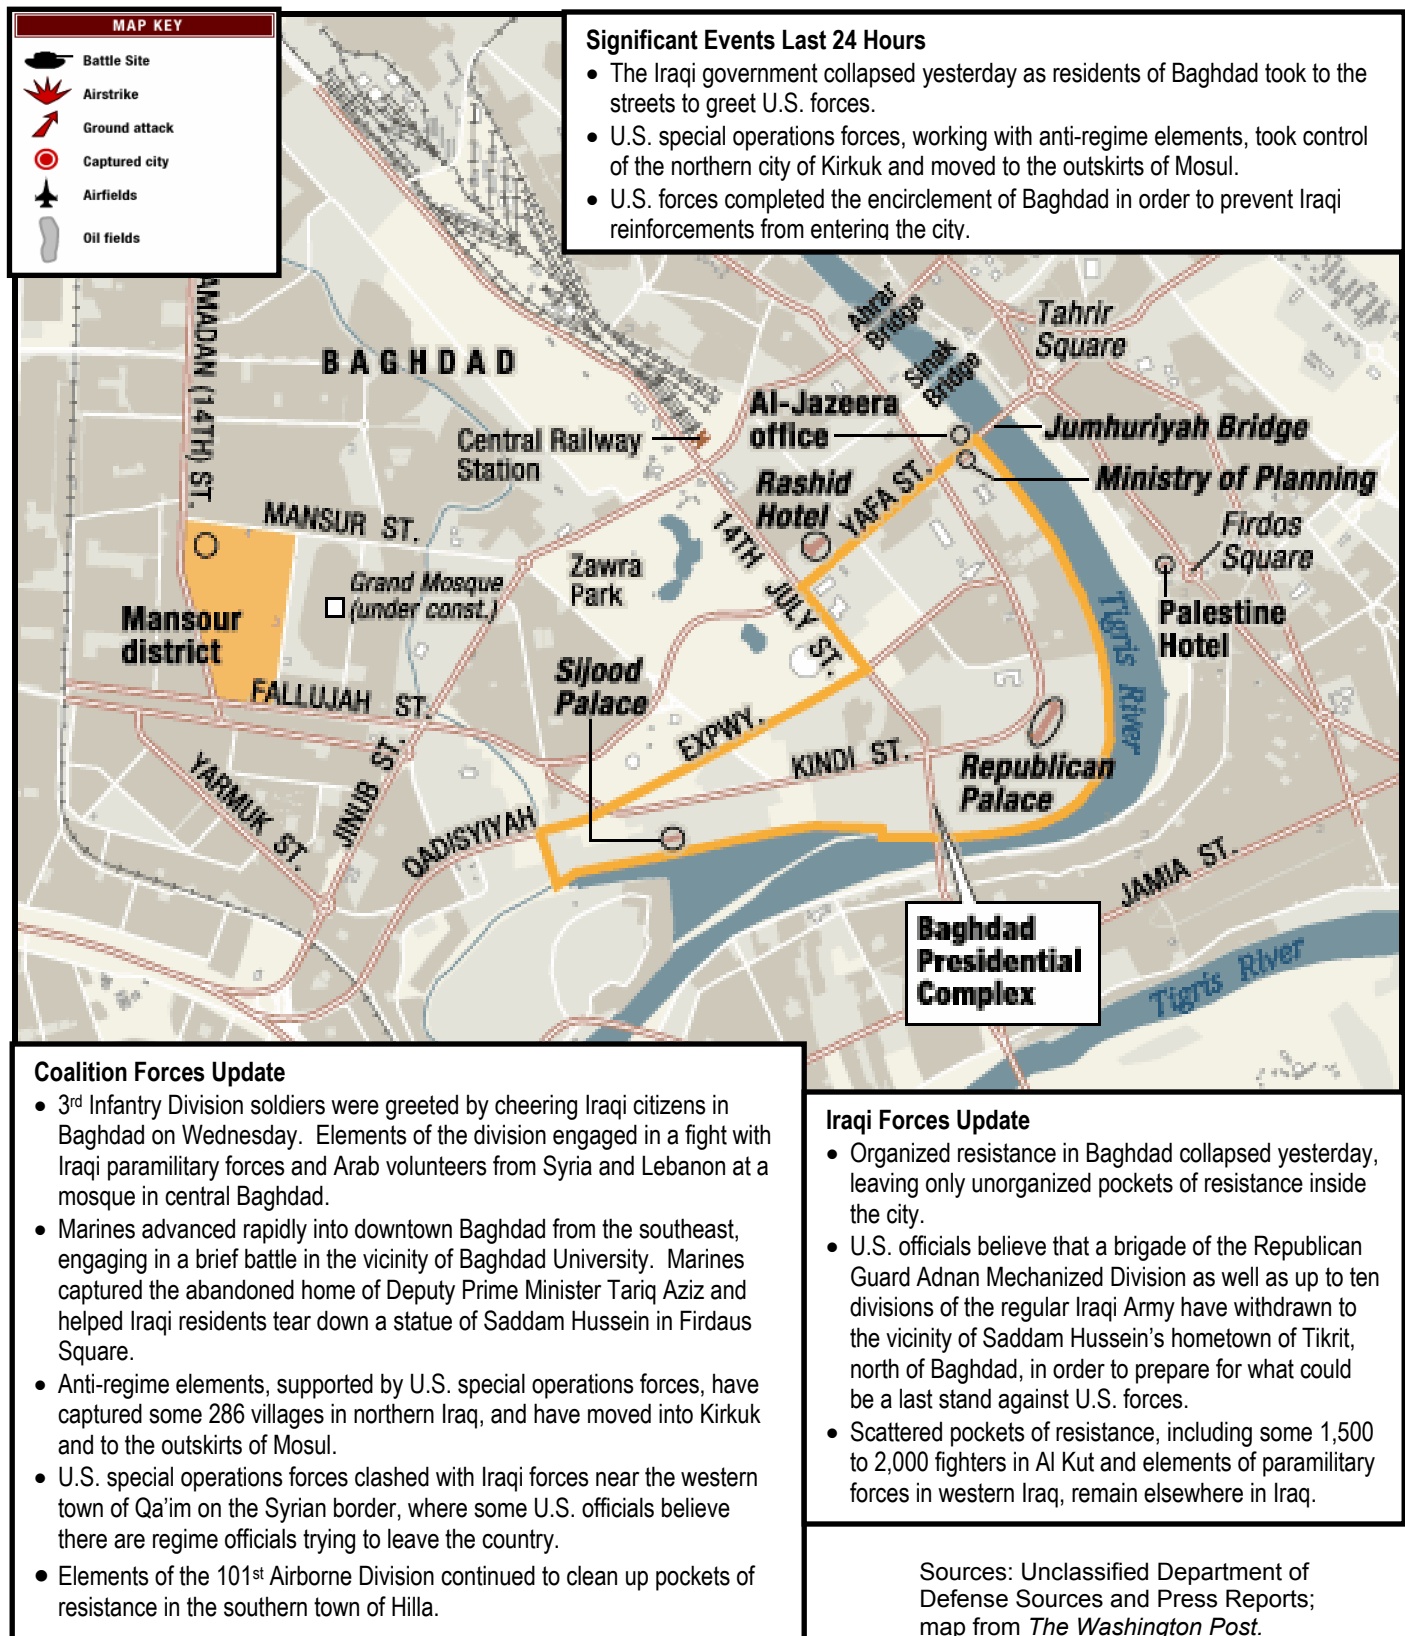 MAP KEY
Battle Site
Airstrike
Ground attack
Captured city
Airfields
Oil fields
Significant Events Last 24 Hours
• The Iraqi government collapsed yesterday as residents of Baghdad took to the
streets to greet U.S. forces.
• U.S. special operations forces, working with anti-regime elements, took control
of the northern city of Kirkuk and moved to the outskirts of Mosul.
• U.S. forces completed the encirclement of Baghdad in order to prevent Iraqi
reinforcements from entering the city.
AMADAN (14TH) ST.
BAGHDAD
Ahrar
Bridge
Sinak
Bridge
Tahrir
Square
Al-Jazeera
office
Central Railway
Station
Jumhuriyah Bridge
Ministry of Planning
Rashid
Hotel
YAFA ST.
MANSUR ST.
14TH JULY ST.
Firdos
Square
Zawra
Park
Grand Mosque
(under const.)
Mansour
district
Palestine
Hotel
Tigris River
Sijood
Palace
FALLUJAH ST.
EXPWY.
KINDI ST.
Republican
Palace
YARMUK ST.
JINUB ST.
QADISYIYAH
JAMIA ST.
Baghdad
Presidential
Complex
Tigris River
Coalition Forces Update
• 3rd Infantry Division soldiers were greeted by cheering Iraqi citizens in
Baghdad on Wednesday. Elements of the division engaged in a fight with
Iraqi paramilitary forces and Arab volunteers from Syria and Lebanon at a
mosque in central Baghdad.
• Marines advanced rapidly into downtown Baghdad from the southeast,
engaging in a brief battle in the vicinity of Baghdad University. Marines
captured the abandoned home of Deputy Prime Minister Tariq Aziz and
helped Iraqi residents tear down a statue of Saddam Hussein in Firdaus
Square.
• Anti-regime elements, supported by U.S. special operations forces, have
captured some 286 villages in northern Iraq, and have moved into Kirkuk
and to the outskirts of Mosul.
• U.S. special operations forces clashed with Iraqi forces near the western
town of Qa'im on the Syrian border, where some U.S. officials believe
there are regime officials trying to leave the country.
• Elements of the 101st Airborne Division continued to clean up pockets of
resistance in the southern town of Hilla.
Iraqi Forces Update
• Organized resistance in Baghdad collapsed yesterday,
leaving only unorganized pockets of resistance inside
the city.
• U.S. officials believe that a brigade of the Republican
Guard Adnan Mechanized Division as well as up to ten
divisions of the regular Iraqi Army have withdrawn to
the vicinity of Saddam Hussein's hometown of Tikrit,
north of Baghdad, in order to prepare for what could
be a last stand against U.S. forces.
• Scattered pockets of resistance, including some 1,500
to 2,000 fighters in Al Kut and elements of paramilitary
forces in western Iraq, remain elsewhere in Iraq.
Sources: Unclassified Department of
Defense Sources and Press Reports;
map from The Washington Post.